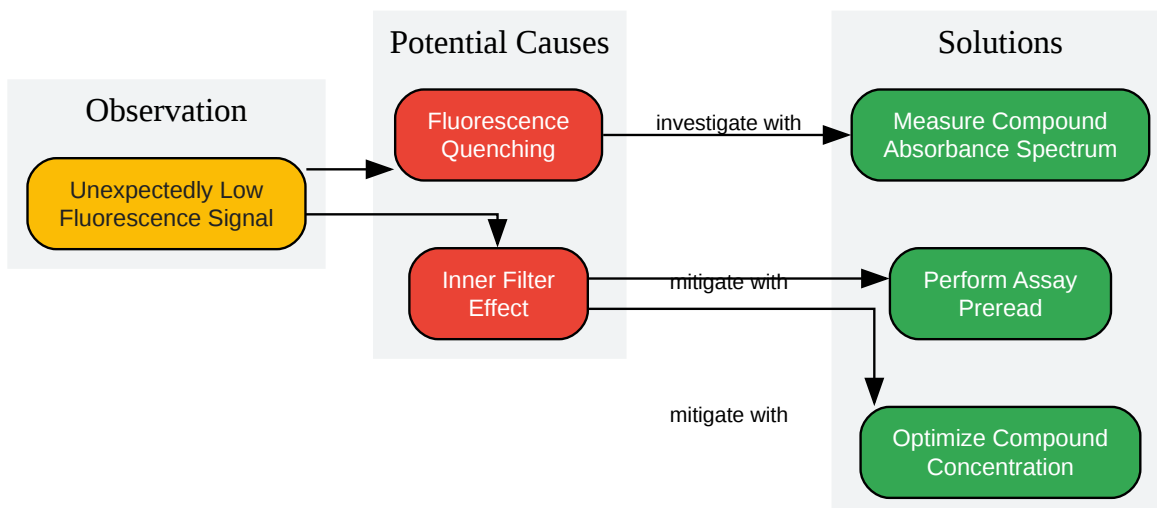 Observation
Unexpectedly Low
Fluorescence Signal
Potential Causes
Fluorescence
Quenching
Inner Filter
Effect
investigate with
mitigate with
mitigate with
Solutions
Measure Compound
Absorbance Spectrum
Perform Assay
Preread
Optimize Compound
Concentration